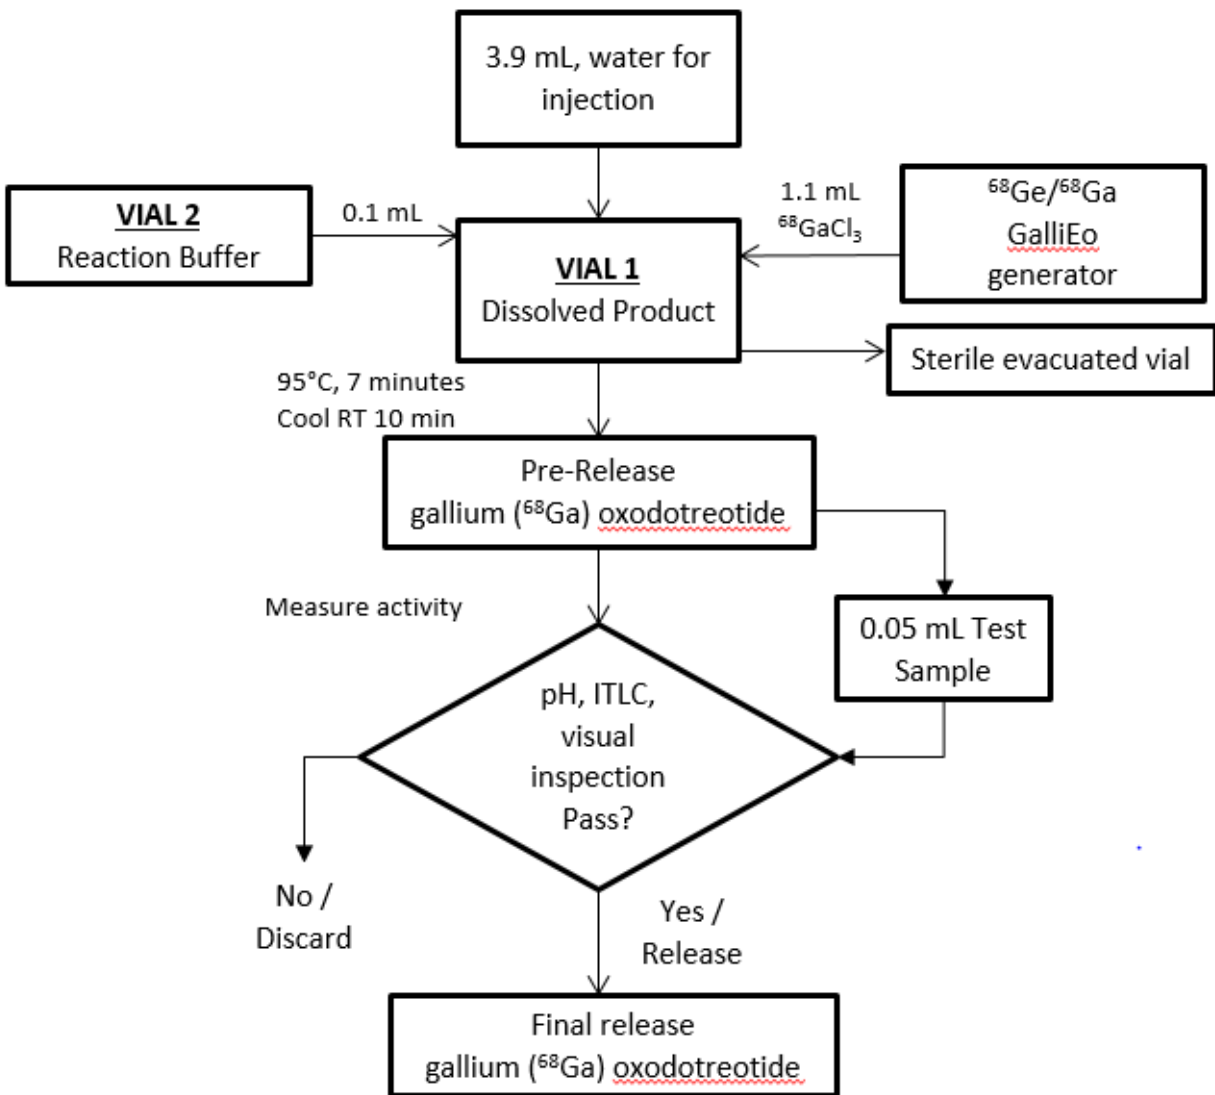 3.9 mL, water for
injection
VIAL 2
Reaction Buffer
0.1 mL
VIAL 1
Dissolved Product
1.1 mL
⁶⁸GaCl₃
⁶⁸Ge/⁶⁸Ga
GalliEo
generator
Sterile evacuated vial
95°C, 7 minutes
Cool RT 10 min
Pre-Release
gallium (⁶⁸Ga) oxodotreotide
Measure activity
0.05 mL Test
Sample
pH, ITLC,
visual
inspection
Pass?
No /
Discard
Yes /
Release
Final release
gallium (⁶⁸Ga) oxodotreotide